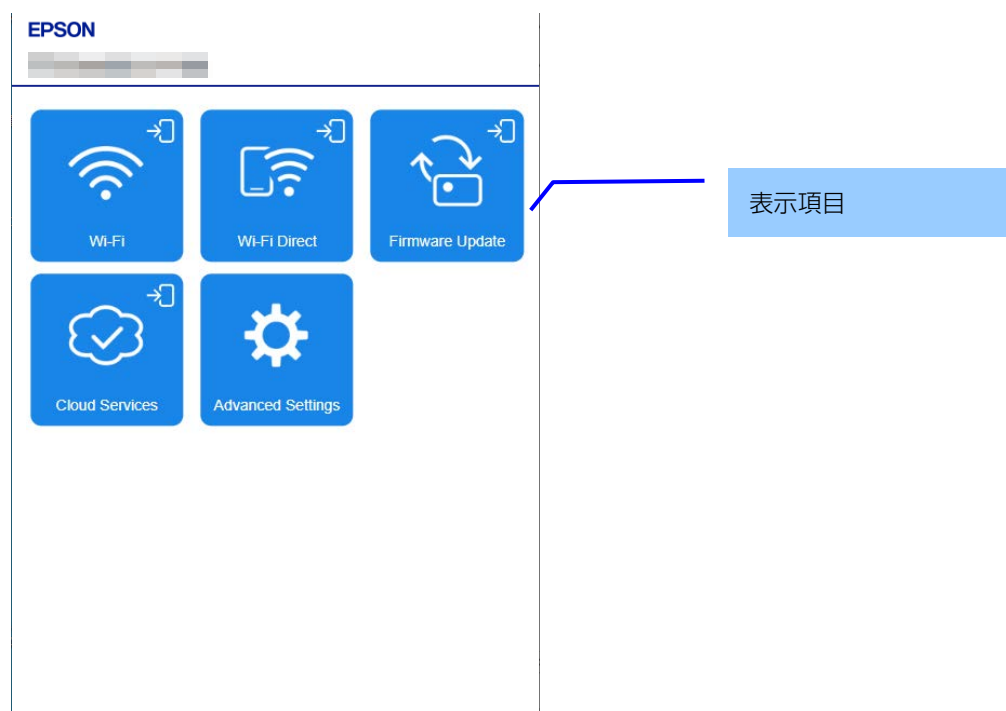 EPSON
Wi-Fi
Wi-Fi Direct
Firmware Update
表示項目
Cloud Services
Advanced Settings